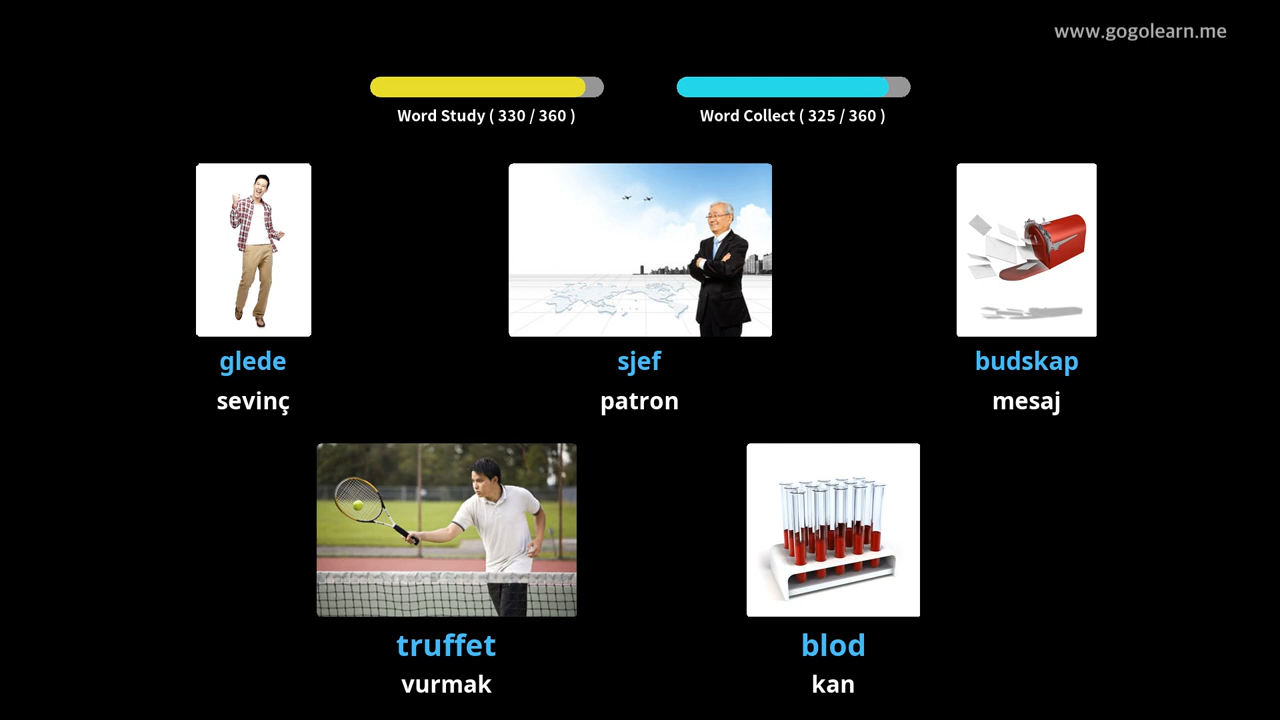 www.gogolearn.me
Word Study ( 330 / 360 )
Word Collect ( 325 / 360 )
glede
sjef
budskap
sevinç
patron
mesaj
truffet
blod
vurmak
kan